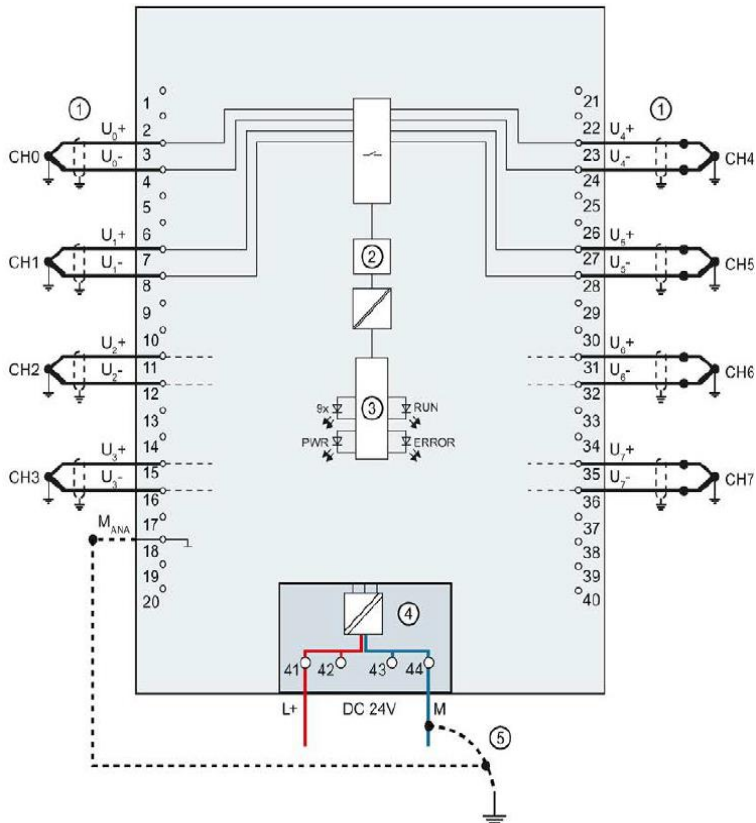 ①
①
1
21
U₀+
2
22
U₄+
CH0
U₀-
3
23
U₄-
CH4
4
24
5
25
U₁+
6
26
U₅+
CH1
U₁-
7
②
27
U₅-
CH5
8
28
9
29
U₂+
10
30
U₆+
CH2
U₂-
11
31
U₆-
CH6
12
32
13
9x
③
RUN
33
U₃+
14
PWR
ERROR
34
U₇+
CH3
U₃-
15
35
U₇-
CH7
16
36
M_ANA
17
37
18
38
19
39
20
④
40
41
42
43
44
L+
DC 24V
M
⑤